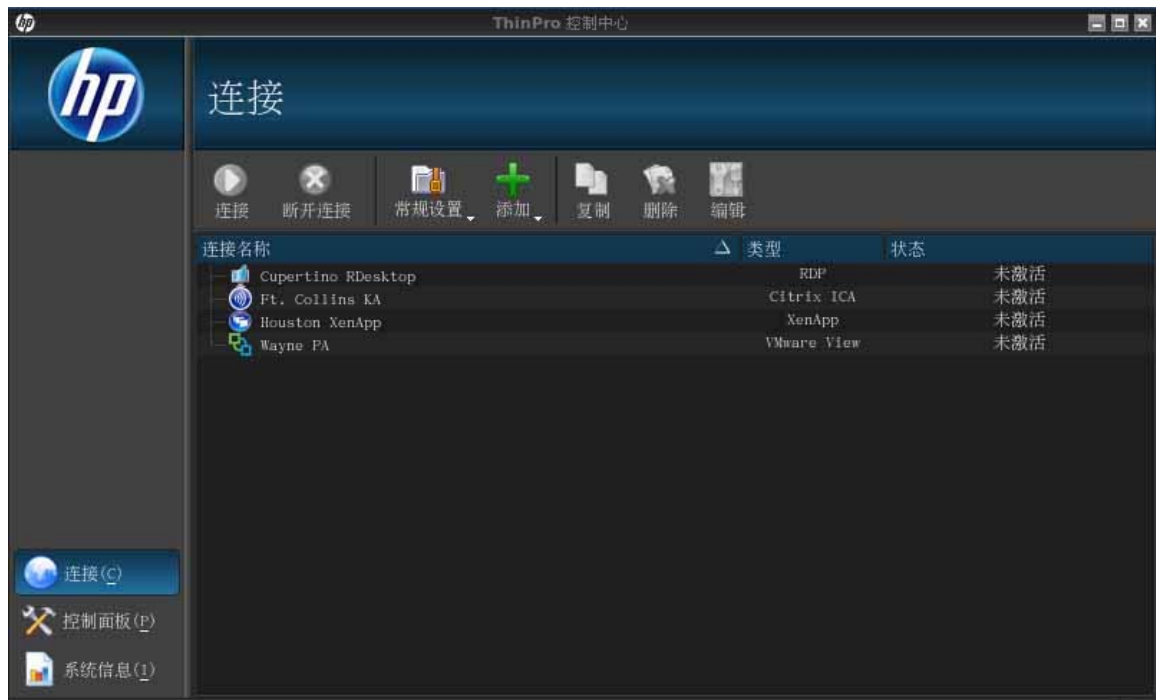 hp ThinPro 控制中心
hp
连接
连接 断开连接 常规设置 添加 复制 删除 编辑
连接名称 类型 状态
Cupertino RDesktop RDP 未激活
Ft. Collins KA Citrix ICA 未激活
Houston XenApp XenApp 未激活
Wayne PA VMware View 未激活
连接(C)
控制面板(P)
系统信息(I)